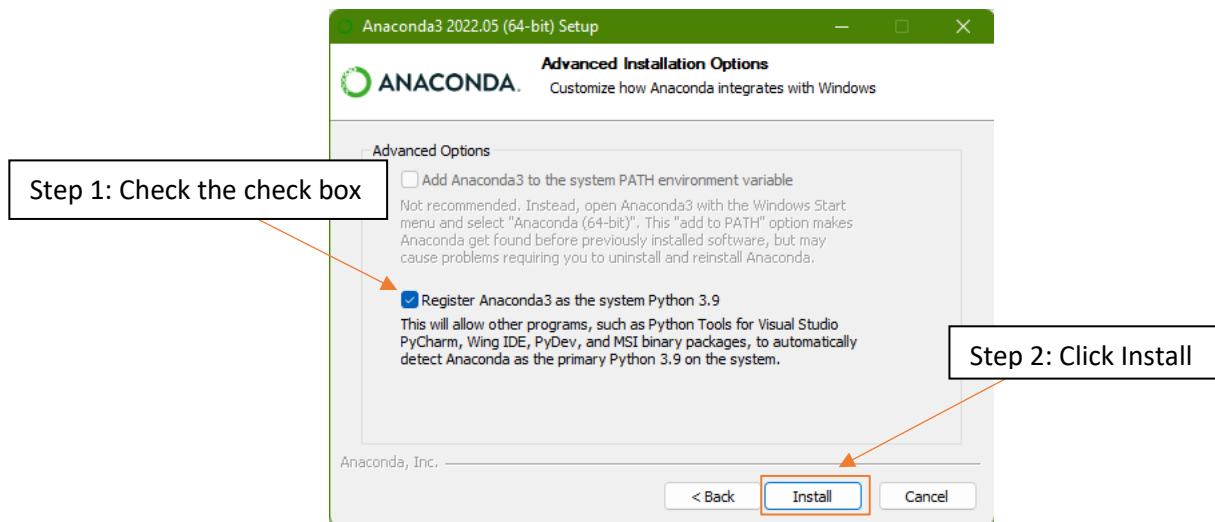 Anaconda3 2022.05 (64-bit) Setup
ANACONDA.
Advanced Installation Options
Customize how Anaconda integrates with Windows
Advanced Options
Step 1: Check the check box
Add Anaconda3 to the system PATH environment variable
Not recommended. Instead, open Anaconda3 with the Windows Start
menu and select "Anaconda (64-bit)". This "add to PATH" option makes
Anaconda get found before previously installed software, but may
cause problems requiring you to uninstall and reinstall Anaconda.
Register Anaconda3 as the system Python 3.9
This will allow other programs, such as Python Tools for Visual Studio
PyCharm, Wing IDE, PyDev, and MSI binary packages, to automatically
detect Anaconda as the primary Python 3.9 on the system.
Step 2: Click Install
Anaconda, Inc.
< Back
Install
Cancel